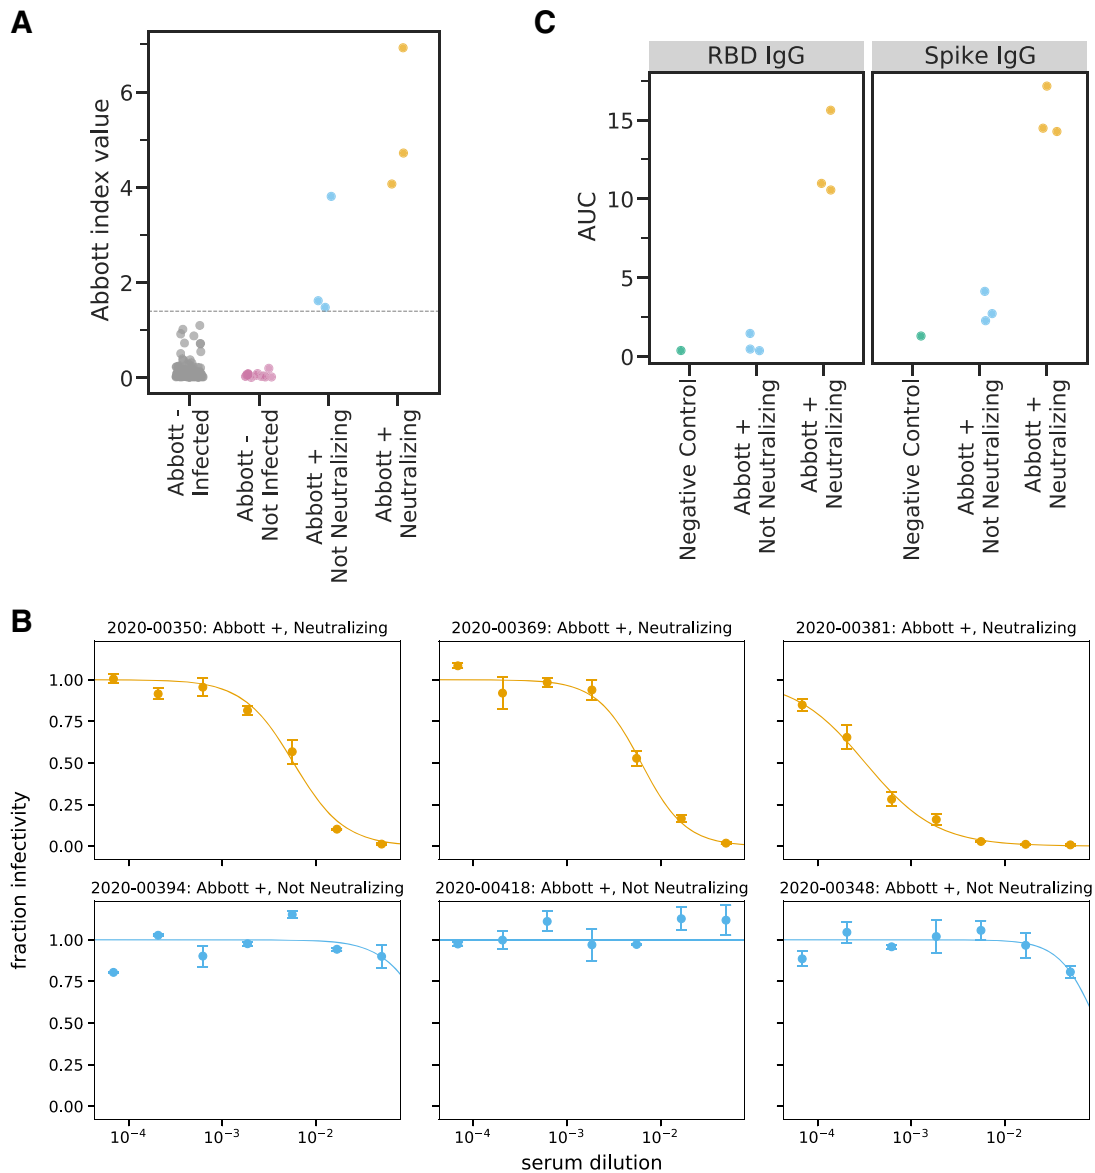 A
Abbott index value
6
4
2
0
Abbott -
Infected
Abbott -
Not Infected
Abbott +
Not Neutralizing
Abbott +
Neutralizing
C
RBD IgG
Spike IgG
AUC
15
10
5
0
Negative Control
Abbott +
Not Neutralizing
Abbott +
Neutralizing
Negative Control
Abbott +
Not Neutralizing
Abbott +
Neutralizing
B
2020-00350: Abbott +, Neutralizing
2020-00369: Abbott +, Neutralizing
2020-00381: Abbott +, Neutralizing
1.00
0.75
0.50
0.25
0.00
2020-00394: Abbott +, Not Neutralizing
2020-00418: Abbott +, Not Neutralizing
2020-00348: Abbott +, Not Neutralizing
1.00
0.75
0.50
0.25
0.00
fraction infectivity
10⁻⁴ 10⁻³ 10⁻²
10⁻⁴ 10⁻³ 10⁻²
10⁻⁴ 10⁻³ 10⁻²
serum dilution